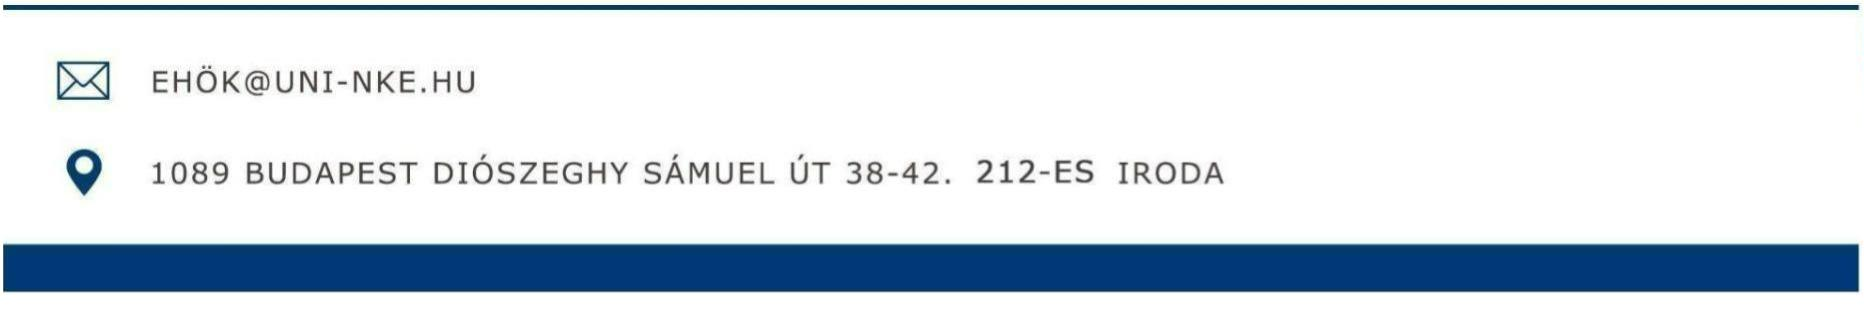 EHÖK@UNI-NKE.HU
1089 BUDAPEST DIÓSZEGHY SÁMUEL ÚT 38-42. 212-ES IRODA